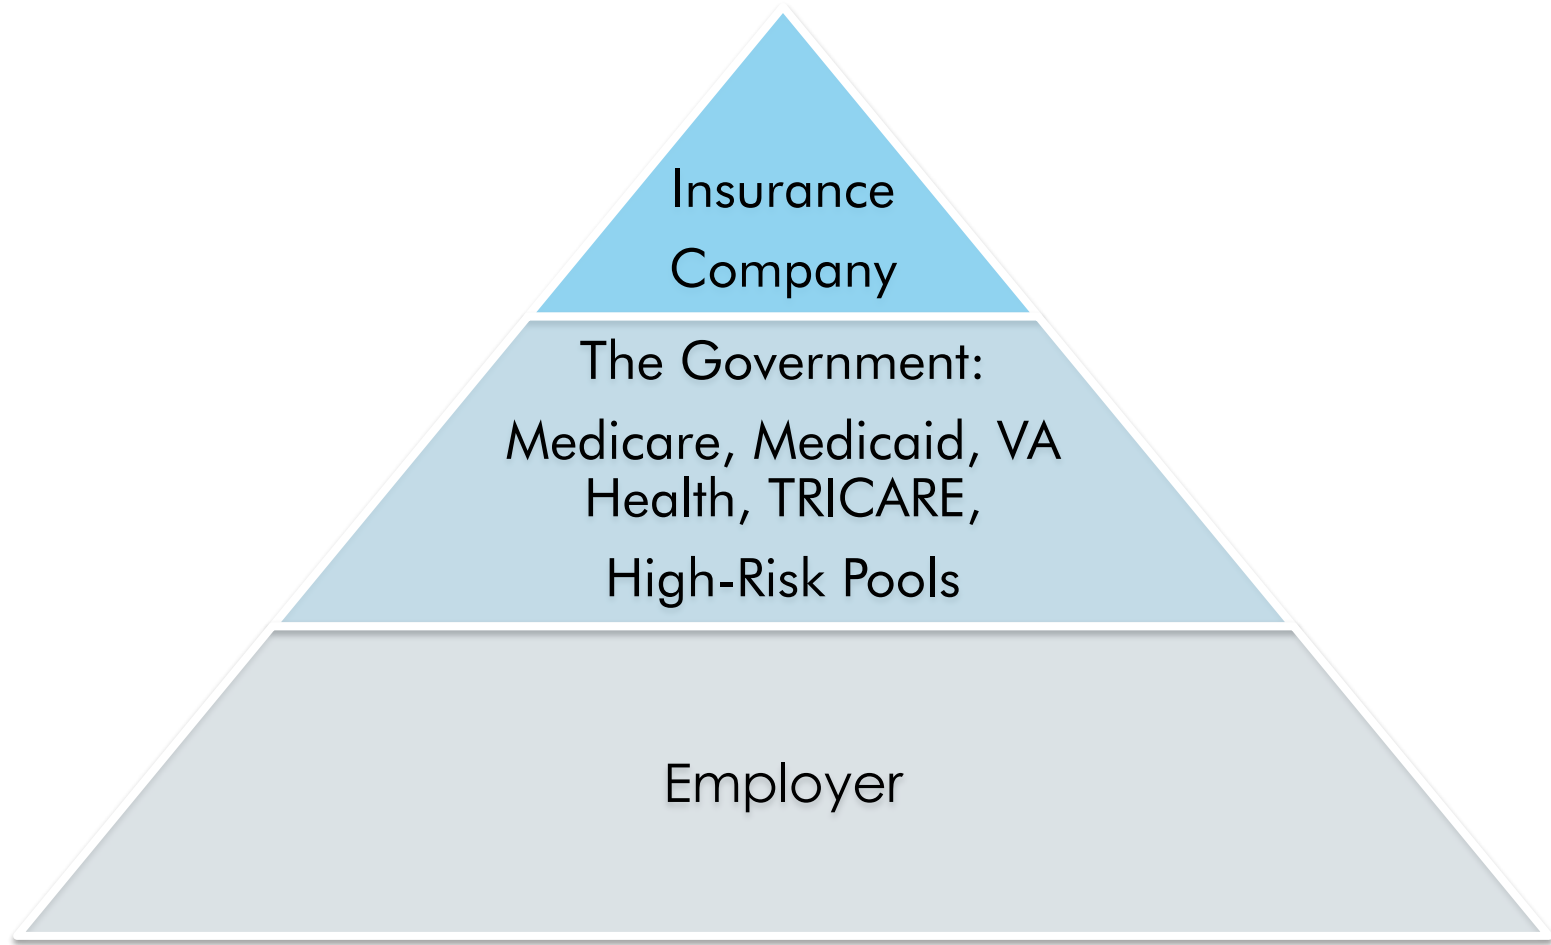 Insurance
Company
The Government:
Medicare, Medicaid, VA
Health, TRICARE,
High-Risk Pools
Employer